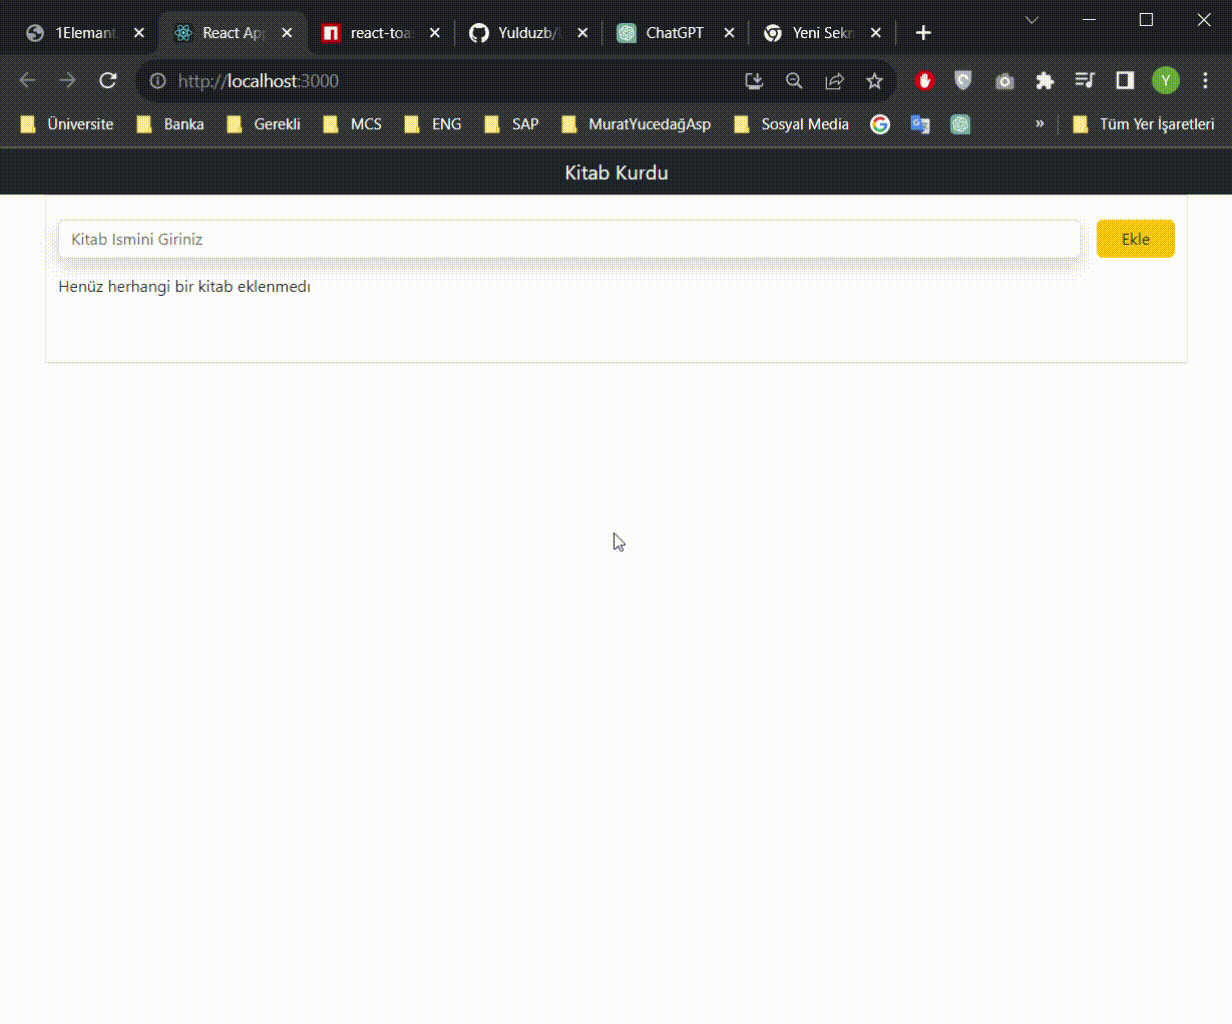 1Elemant
React Ap
react-toa
Yulduzb/
ChatGPT
Yeni Sekm
http://localhost:3000
Y
Üniversite
Banka
Gerekli
MCS
ENG
SAP
MuratYucedağAsp
Sosyal Media
»
Tüm Yer İşaretleri
Kitab Kurdu
Kitab Ismini Giriniz
Ekle
Henüz herhangi bir kitab eklenmedı